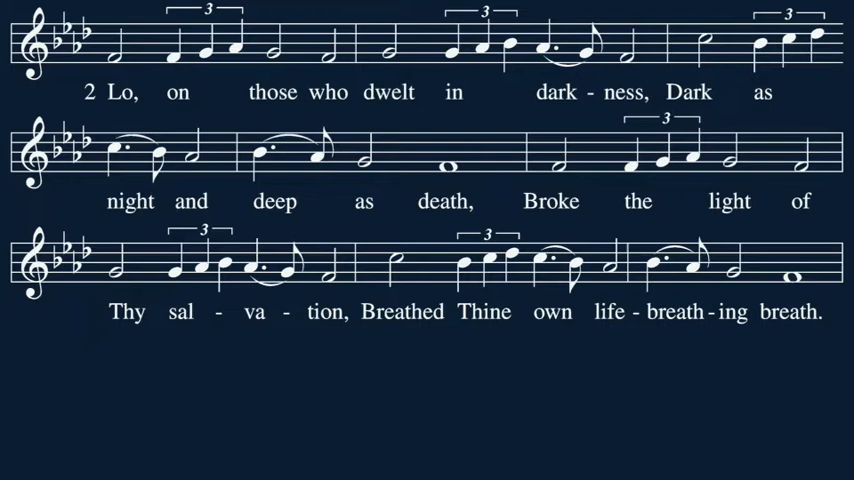 3 3 3
2 Lo, on those who dwelt in dark - ness, Dark as
3
night and deep as death, Broke the light of
3 3
Thy sal - va - tion, Breathed Thine own life - breath - ing breath.